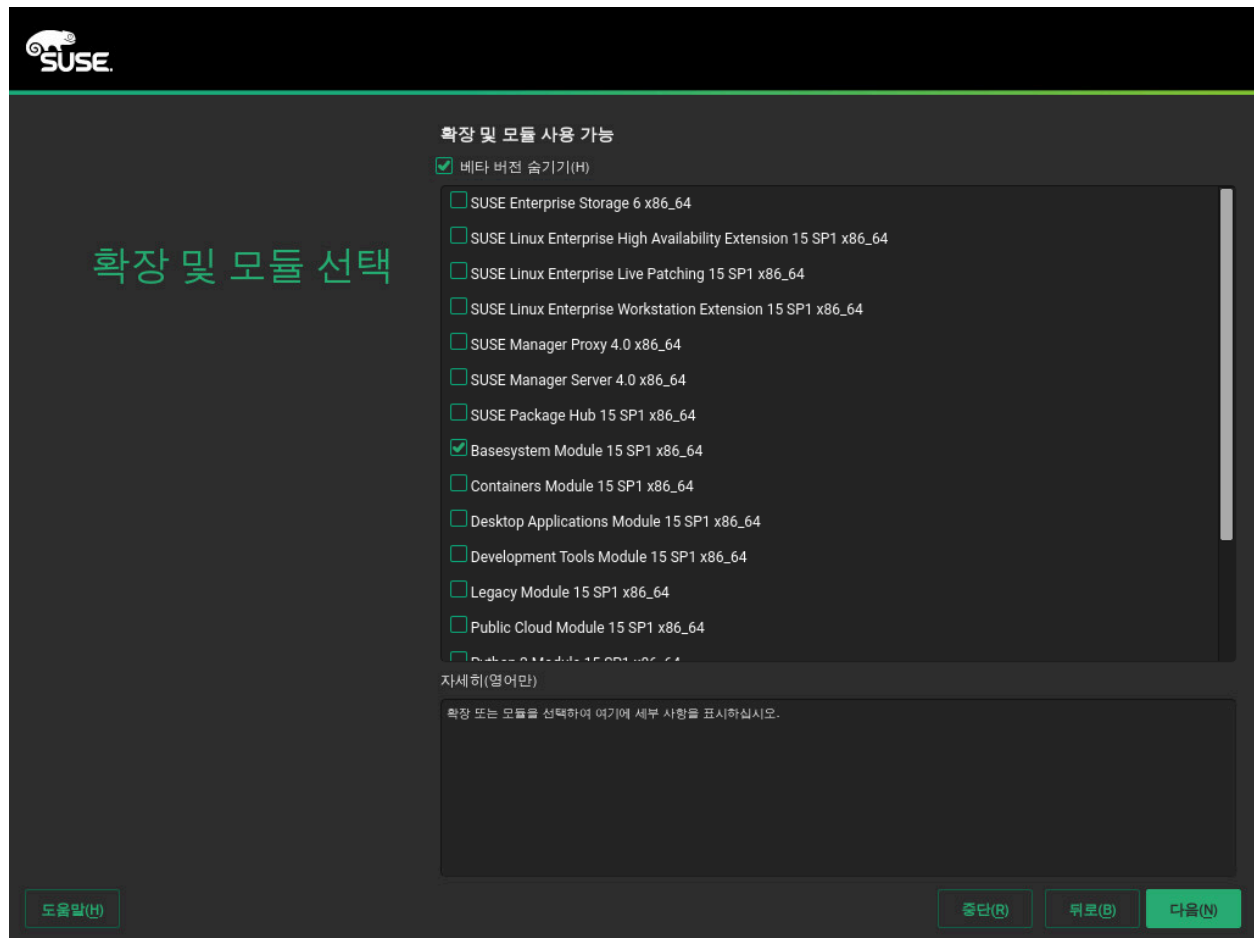 SUSE.
확장 및 모듈 선택
확장 및 모듈 사용 가능
베타 버전 숨기기(H)
SUSE Enterprise Storage 6 x86_64
SUSE Linux Enterprise High Availability Extension 15 SP1 x86_64
SUSE Linux Enterprise Live Patching 15 SP1 x86_64
SUSE Linux Enterprise Workstation Extension 15 SP1 x86_64
SUSE Manager Proxy 4.0 x86_64
SUSE Manager Server 4.0 x86_64
SUSE Package Hub 15 SP1 x86_64
Basesystem Module 15 SP1 x86_64
Containers Module 15 SP1 x86_64
Desktop Applications Module 15 SP1 x86_64
Development Tools Module 15 SP1 x86_64
Legacy Module 15 SP1 x86_64
Public Cloud Module 15 SP1 x86_64
Python 2 Module 15 SP1 x86_64
자세히(영어만)
확장 또는 모듈을 선택하여 여기에 세부 사항을 표시하십시오.
도움말(H)
중단(R)
뒤로(B)
다음(N)